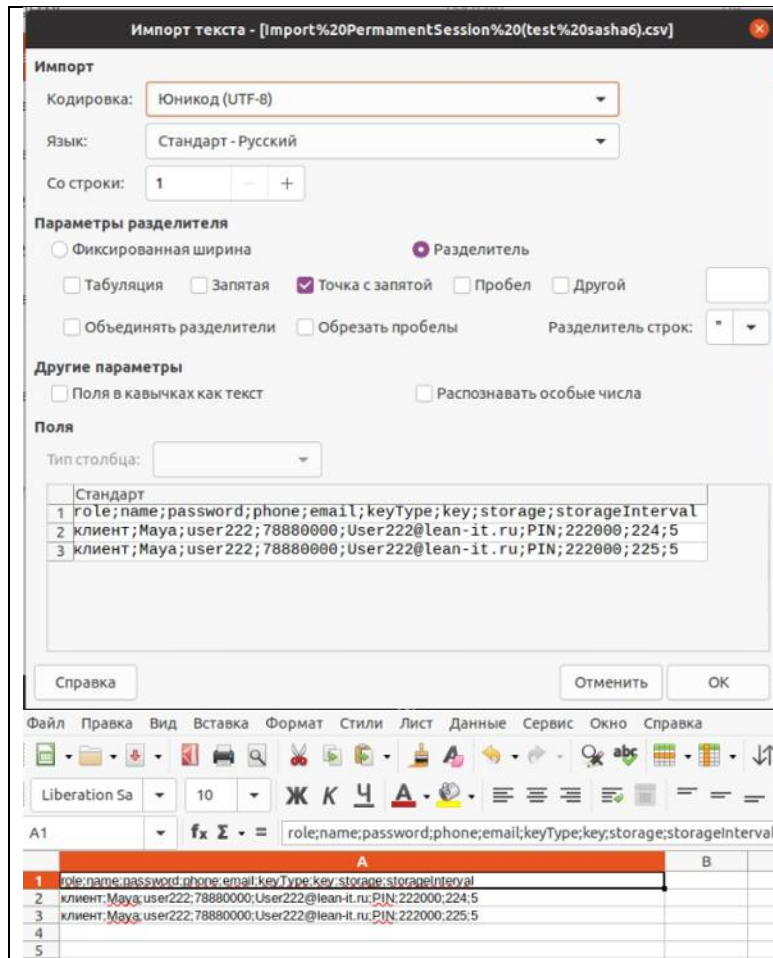 Импорт текста - [Import%20PermamentSession%20(test%20sasha6).csv]
Импорт
Кодировка: Юникод (UTF-8)
Язык: Стандарт - Русский
Со строки: 1
Параметры разделителя
Фиксированная ширина Разделитель
Табуляция Запятая Точка с запятой Пробел Другой
Объединять разделители Обрезать пробелы Разделитель строк: "
Другие параметры
Поля в кавычках как текст Распознавать особые числа
Поля
Тип столбца:
Стандарт
1 role;name;password;phone;email;keyType;key;storage;storageInterval
2 клиент;Maya;user222;78880000;User222@lean-it.ru;PIN;222000;224;5
3 клиент;Maya;user222;78880000;User222@lean-it.ru;PIN;222000;225;5
Справка Отменить ОК
Файл Правка Вид Вставка Формат Стили Лист Данные Сервис Окно Справка
abc
Liberation Sa 10 Ж К Ч А
A1 fx Σ = role;name;password;phone;email;keyType;key;storage;storageInterval
A B
1 role;name;password;phone;email;keyType;key;storage;storageInterval
2 клиент;Maya;user222;78880000;User222@lean-it.ru;PIN;222000;224;5
3 клиент;Maya;user222;78880000;User222@lean-it.ru;PIN;222000;225;5
4
5